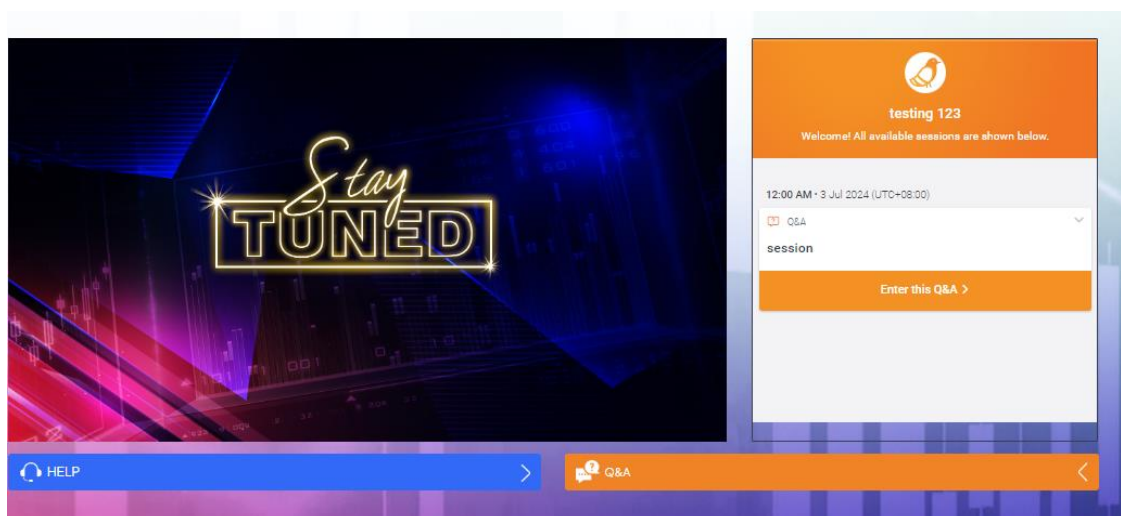 Stay
TUNED
testing 123
Welcome! All available sessions are shown below.
12:00 AM • 3 Jul 2024 (UTC+08:00)
Q&A
session
Enter this Q&A >
HELP
Q&A